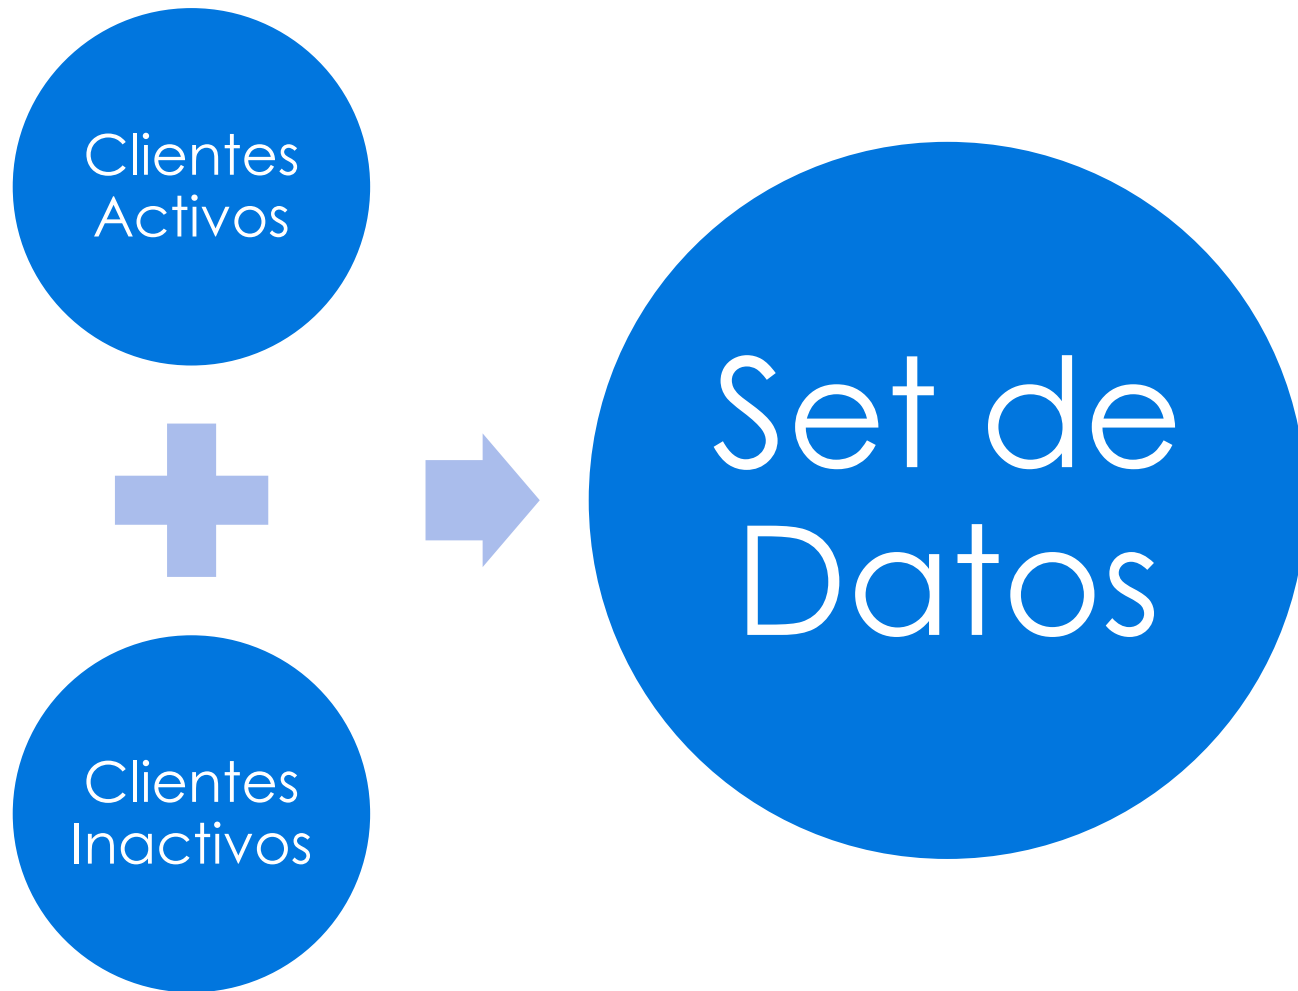 Clientes
Activos
Set de
Datos
Clientes
Inactivos